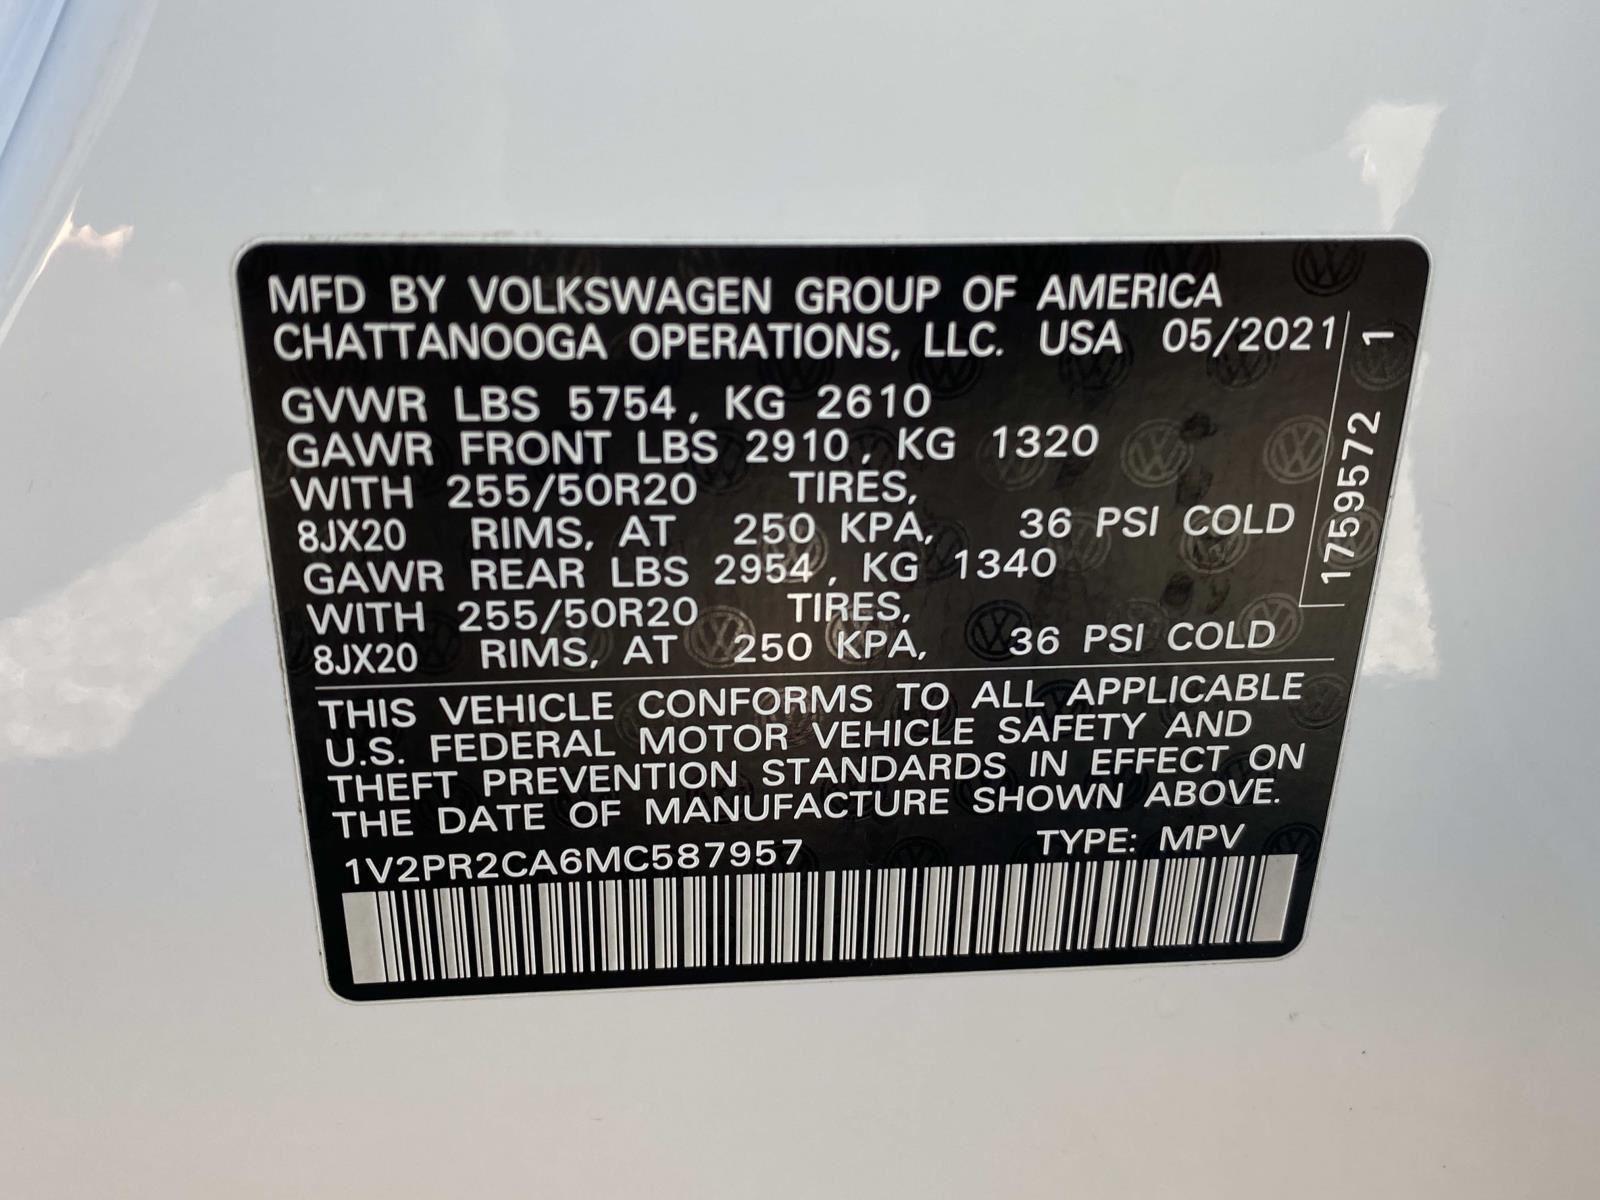 MFD BY VOLKSWAGEN GROUP OF AMERICA
CHATTANOOGA OPERATIONS, LLC. USA 05/2021
GVWR LBS 5754, KG 2610
GAWR FRONT LBS 2910, KG 1320
WITH 255/50R20 TIRES,
8JX20 RIMS, AT 250 KPA, 36 PSI COLD
GAWR REAR LBS 2954, KG 1340
WITH 255/50R20 TIRES,
8JX20 RIMS, AT 250 KPA, 36 PSI COLD
1759572 1
THIS VEHICLE CONFORMS TO ALL APPLICABLE
U.S. FEDERAL MOTOR VEHICLE SAFETY AND
THEFT PREVENTION STANDARDS IN EFFECT ON
THE DATE OF MANUFACTURE SHOWN ABOVE.
1V2PR2CA6MC587957 TYPE: MPV